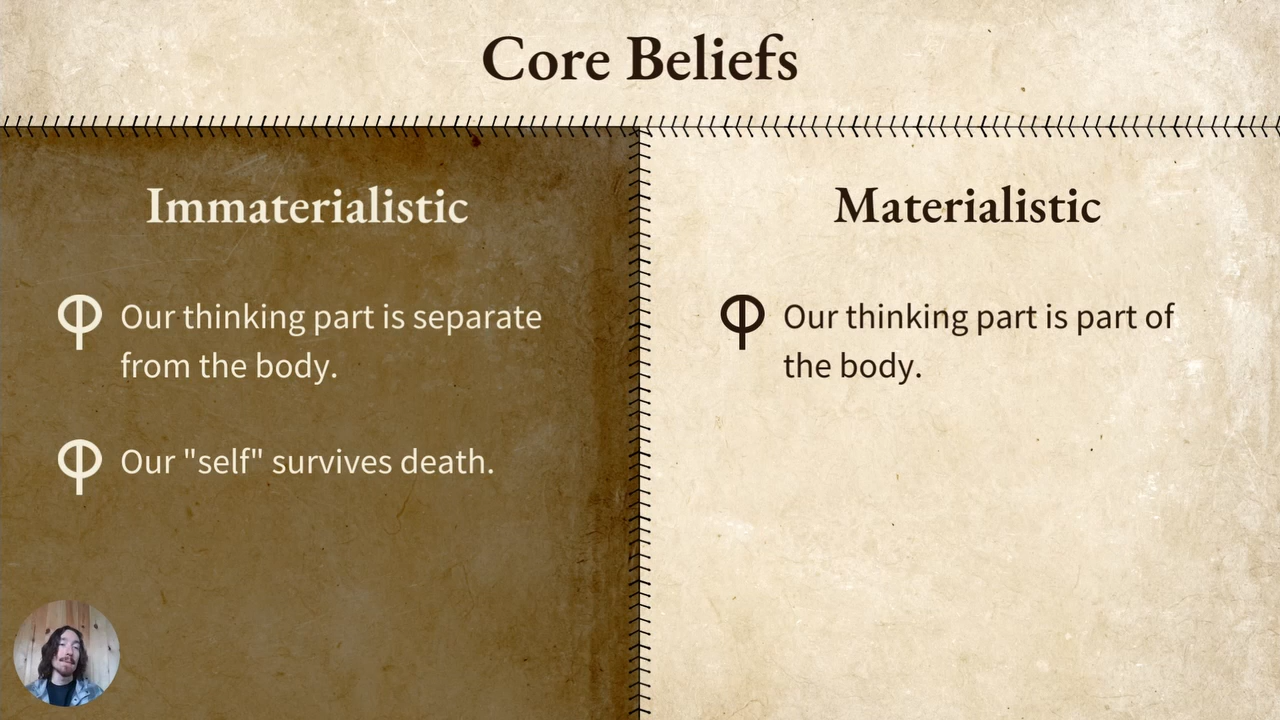 Core Beliefs
Immaterialistic
Our thinking part is separate
from the body.
Our "self" survives death.
Materialistic
Our thinking part is part of
the body.